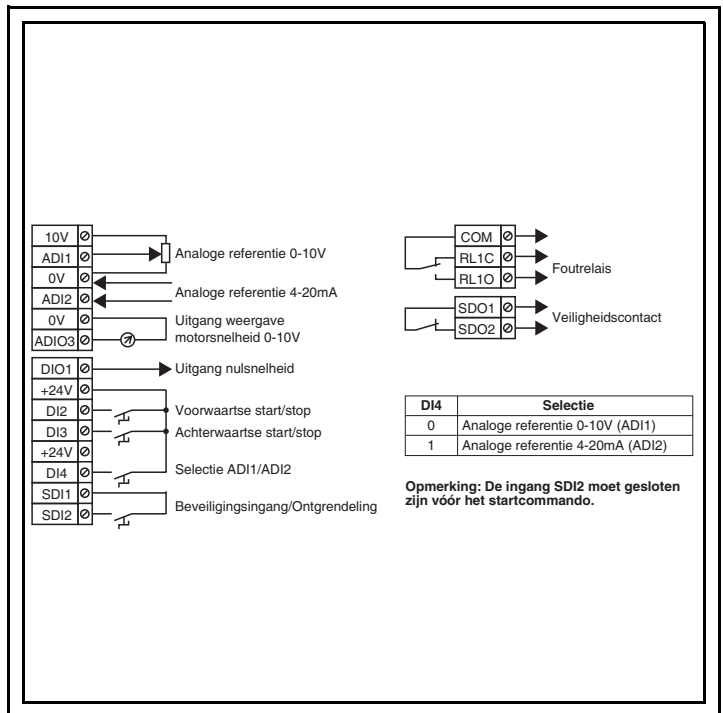 10V
ADI1
Analoge referentie 0-10V
0V
ADI2
Analoge referentie 4-20mA
0V
Uitgang weergave
motorsnelheid 0-10V
ADIO3
DIO1
Uitgang nulsnelheid
+24V
DI2
Voorwaartse start/stop
DI3
Achterwaartse start/stop
+24V
DI4
Selectie ADI1/ADI2
SDI1
Beveiligingsingang/Ontgrendeling
SDI2
COM
RL1C
Foutrelais
RL1O
SDO1
Veiligheidscontact
SDO2
DI4 Selectie
0 Analoge referentie 0-10V (ADI1)
1 Analoge referentie 4-20mA (ADI2)
Opmerking: De ingang SDI2 moet gesloten
zijn vóór het startcommando.